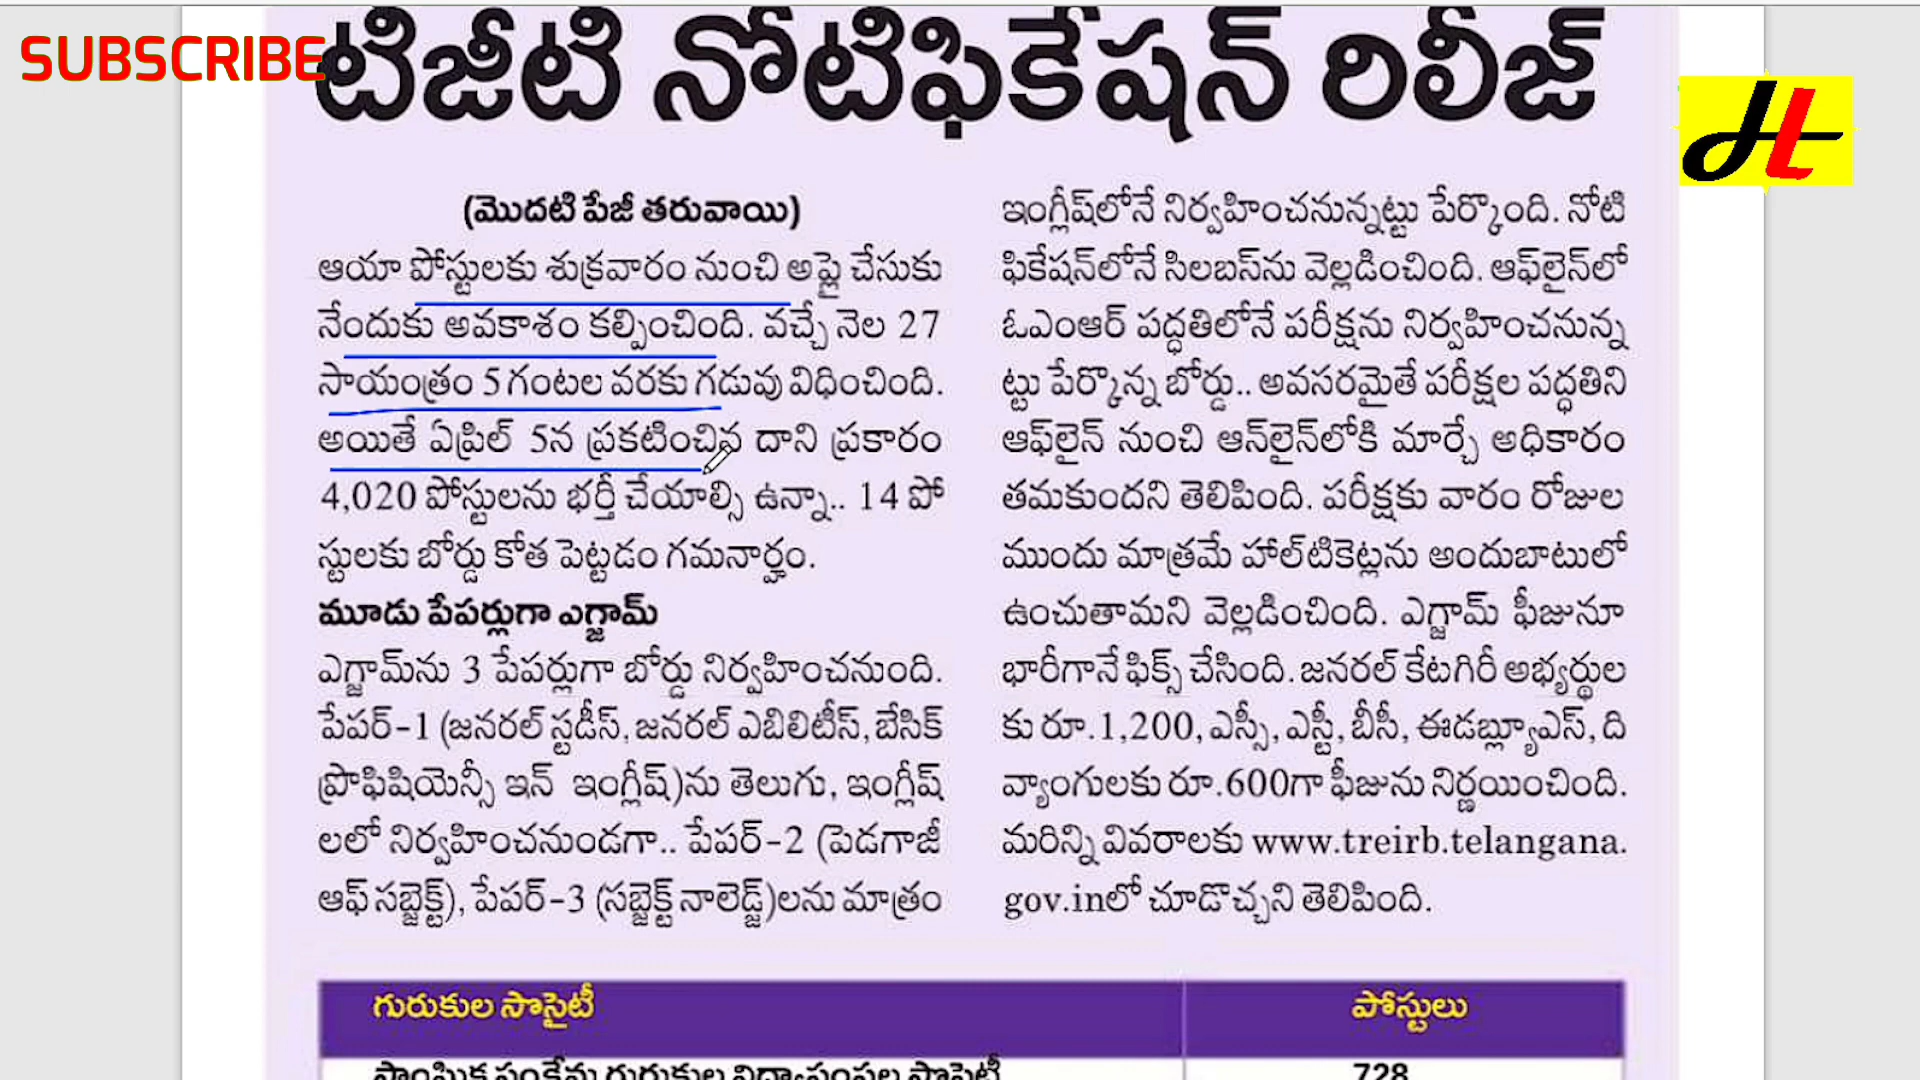 SUBSCRIBE
టీజీటీ నోటిఫికేషన్ రిలీజ్
(మొదటి పేజీ తరువాయి)
ఆయా పోస్టులకు శుక్రవారం నుంచి అప్లై చేసుకు
నేందుకు అవకాశం కల్పించింది. వచ్చే నెల 27
సాయంత్రం 5 గంటల వరకు గడువు విధించింది.
అయితే ఏప్రిల్ 5న ప్రకటించిన దాని ప్రకారం
4,020 పోస్టులను భర్తీ చేయాల్సి ఉన్నా.. 14 పో
స్టులకు బోర్డు కోత పెట్టడం గమనార్హం.
మూడు పేపర్లుగా ఎగ్జామ్
ఎగ్జామ్‌ను 3 పేపర్లుగా బోర్డు నిర్వహించనుంది.
పేపర్-1 (జనరల్ స్టడీస్, జనరల్ ఎబిలిటీస్, బేసిక్
ప్రొఫిషియెన్సీ ఇన్ ఇంగ్లీష్)ను తెలుగు, ఇంగ్లీష్
లలో నిర్వహించనుండగా.. పేపర్-2 (పెడగాజీ
ఆఫ్ సబ్జెక్ట్), పేపర్-3 (సబ్జెక్ట్ నాలెడ్జ్)లను మాత్రం
ఇంగ్లీష్‌లోనే నిర్వహించనున్నట్టు పేర్కొంది. నోటి
ఫికేషన్‌లోనే సిలబస్‌ను వెల్లడించింది. ఆఫ్‌లైన్‌లో
ఓఎంఆర్ పద్ధతిలోనే పరీక్షను నిర్వహించనున్న
ట్టు పేర్కొన్న బోర్డు.. అవసరమైతే పరీక్షల పద్ధతిని
ఆఫ్‌లైన్ నుంచి ఆన్‌లైన్‌లోకి మార్చే అధికారం
తమకుందని తెలిపింది. పరీక్షకు వారం రోజుల
ముందు మాత్రమే హాల్‌టికెట్లను అందుబాటులో
ఉంచుతామని వెల్లడించింది. ఎగ్జామ్ ఫీజునూ
భారీగానే ఫిక్స్ చేసింది. జనరల్ కేటగిరీ అభ్యర్థుల
కు రూ.1,200, ఎస్సీ, ఎస్టీ, బీసీ, ఈడబ్ల్యూఎస్, ది
వ్యాంగులకు రూ.600గా ఫీజును నిర్ణయించింది.
మరిన్ని వివరాలకు www.treirb.telangana.
gov.inలో చూడొచ్చని తెలిపింది.
గురుకుల సొసైటీ పోస్టులు
సాంఘిక సంక్షేమ గురుకుల విద్యాసంస్థల సొసైటీ 728